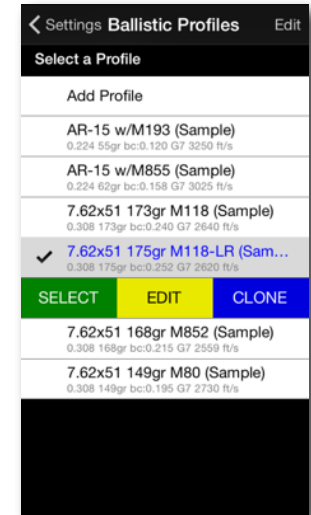 Settings Ballistic Profiles Edit
Select a Profile
Add Profile
AR-15 w/M193 (Sample)
0.224 55gr bc:0.120 G7 3250 ft/s
AR-15 w/M855 (Sample)
0.224 62gr bc:0.158 G7 3025 ft/s
7.62x51 173gr M118 (Sample)
0.308 173gr bc:0.240 G7 2640 ft/s
7.62x51 175gr M118-LR (Sam...
0.308 175gr bc:0.252 G7 2620 ft/s
SELECT EDIT CLONE
7.62x51 168gr M852 (Sample)
0.308 168gr bc:0.215 G7 2559 ft/s
7.62x51 149gr M80 (Sample)
0.308 149gr bc:0.195 G7 2730 ft/s